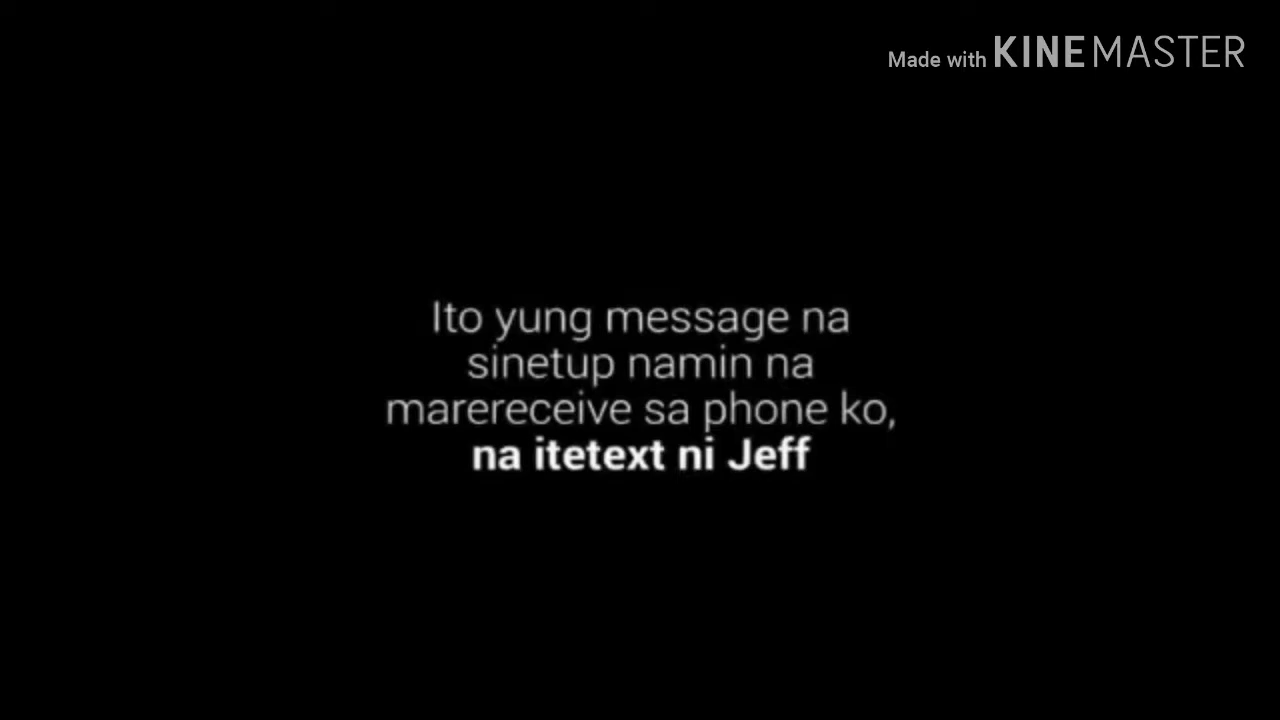 Made with KINEMASTER
Ito yung message na
sinetup namin na
marereceive sa phone ko,
na itetext ni Jeff